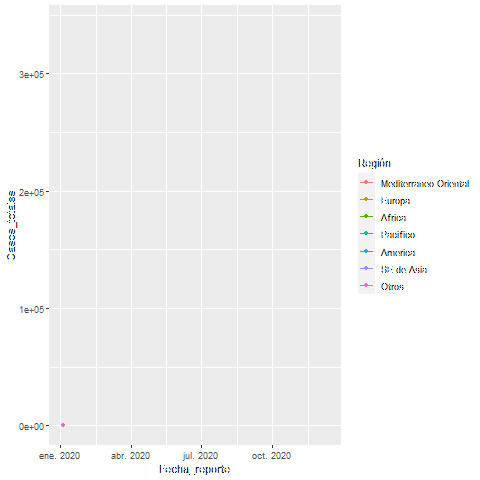 3e+05
2e+05
1e+05
0e+00
Casos_totales
ene. 2020 abr. 2020 jul. 2020 oct. 2020
Fecha_reporte
Región
Mediterraneo Oriental
Europa
Africa
Pacifico
America
SE de Asia
Otros